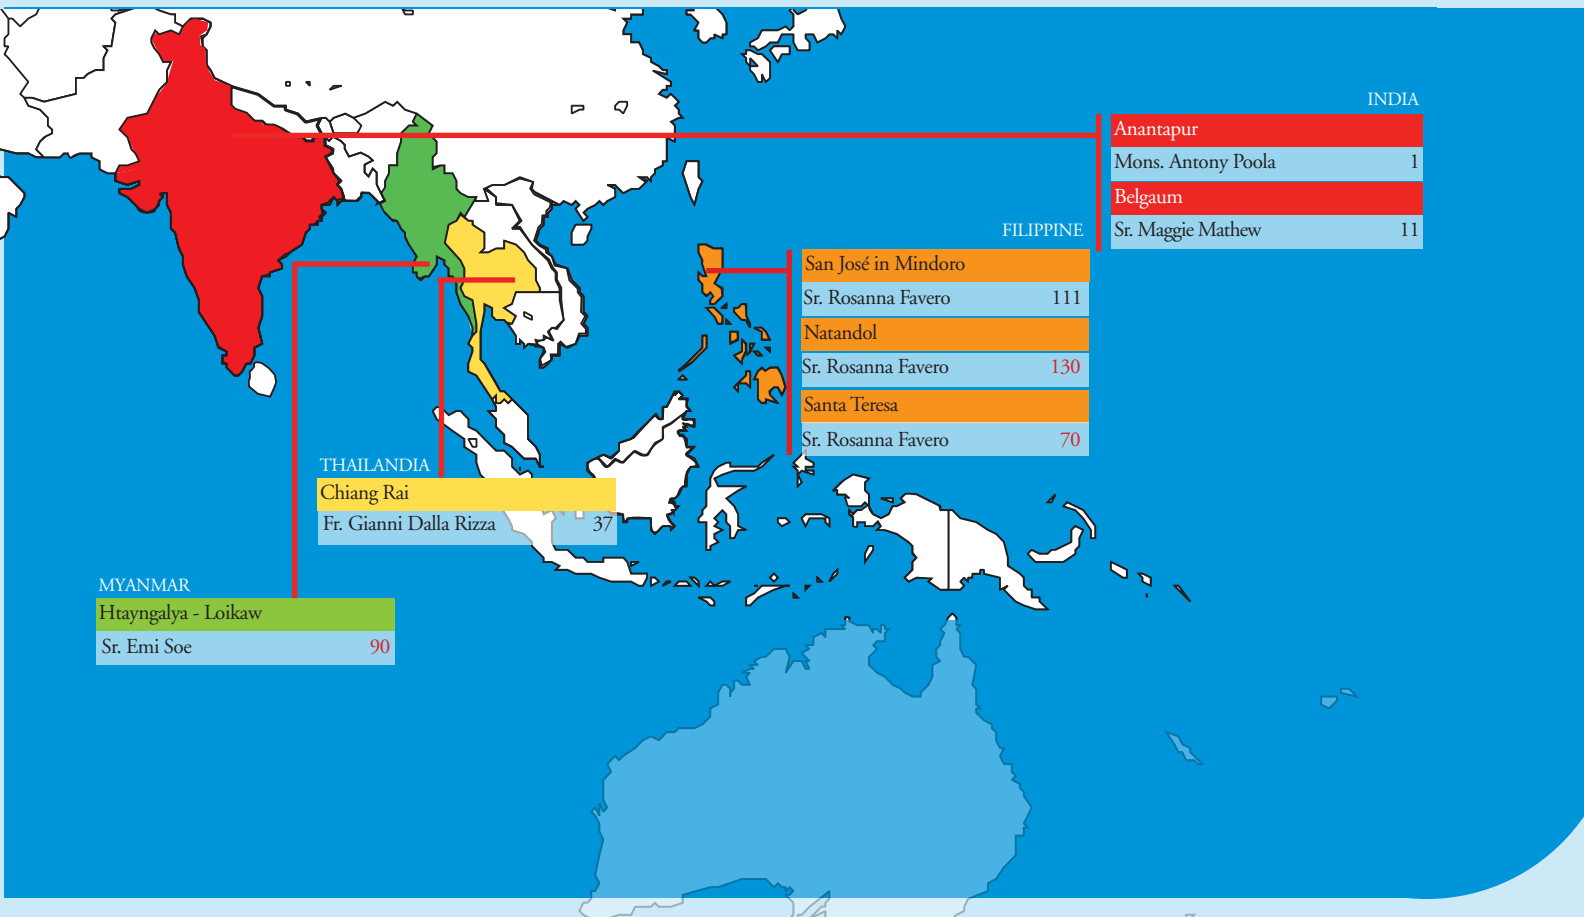 INDIA
Anantapur
Mons. Antony Poola 1
Belgaum
Sr. Maggie Mathew 11
FILIPPINE
San José in Mindoro
Sr. Rosanna Favero 111
Natandol
Sr. Rosanna Favero 130
Santa Teresa
Sr. Rosanna Favero 70
THAILANDIA
Chiang Rai
Fr. Gianni Dalla Rizza 37
MYANMAR
Htayngalya - Loikaw
Sr. Emi Soe 90